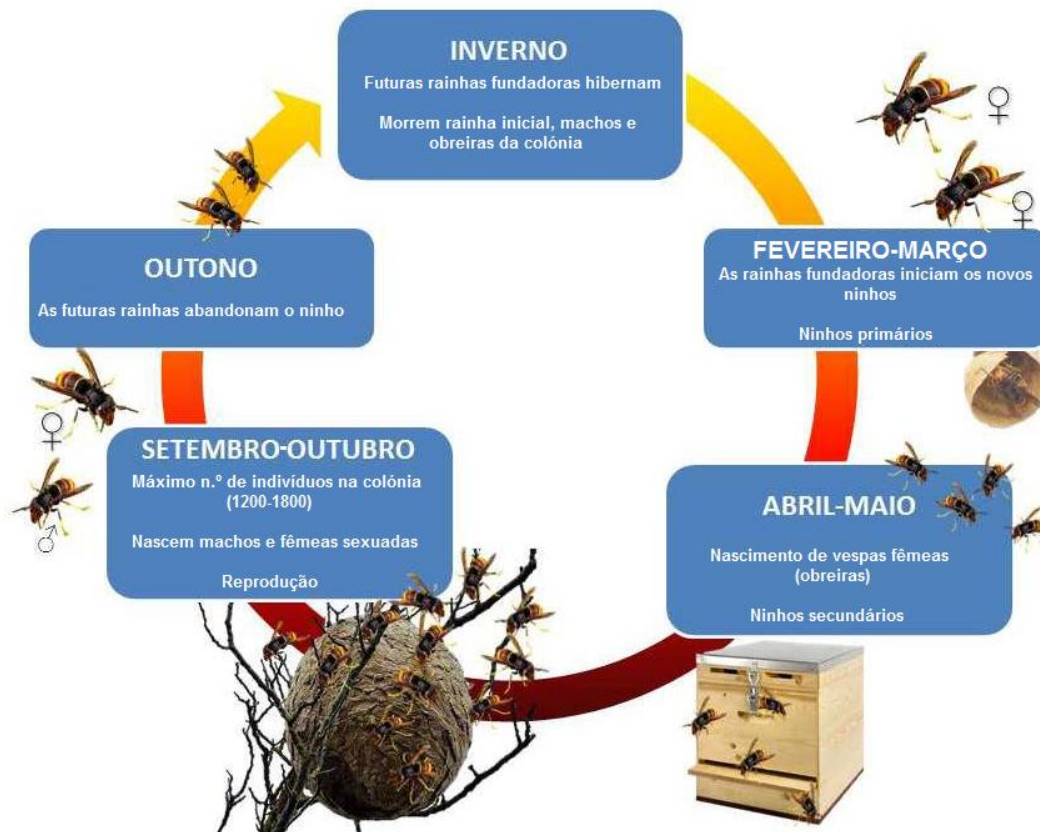 INVERNO
Futuras rainhas fundadoras hibernam
Morrem rainha inicial, machos e
obreiras da colónia
FEVEREIRO-MARÇO
As rainhas fundadoras iniciam os novos
ninhos
Ninhos primários
ABRIL-MAIO
Nascimento de vespas fêmeas
(obreiras)
Ninhos secundários
SETEMBRO-OUTUBRO
Máximo n.º de indivíduos na colónia
(1200-1800)
Nascem machos e fêmeas sexuadas
Reprodução
OUTONO
As futuras rainhas abandonam o ninho